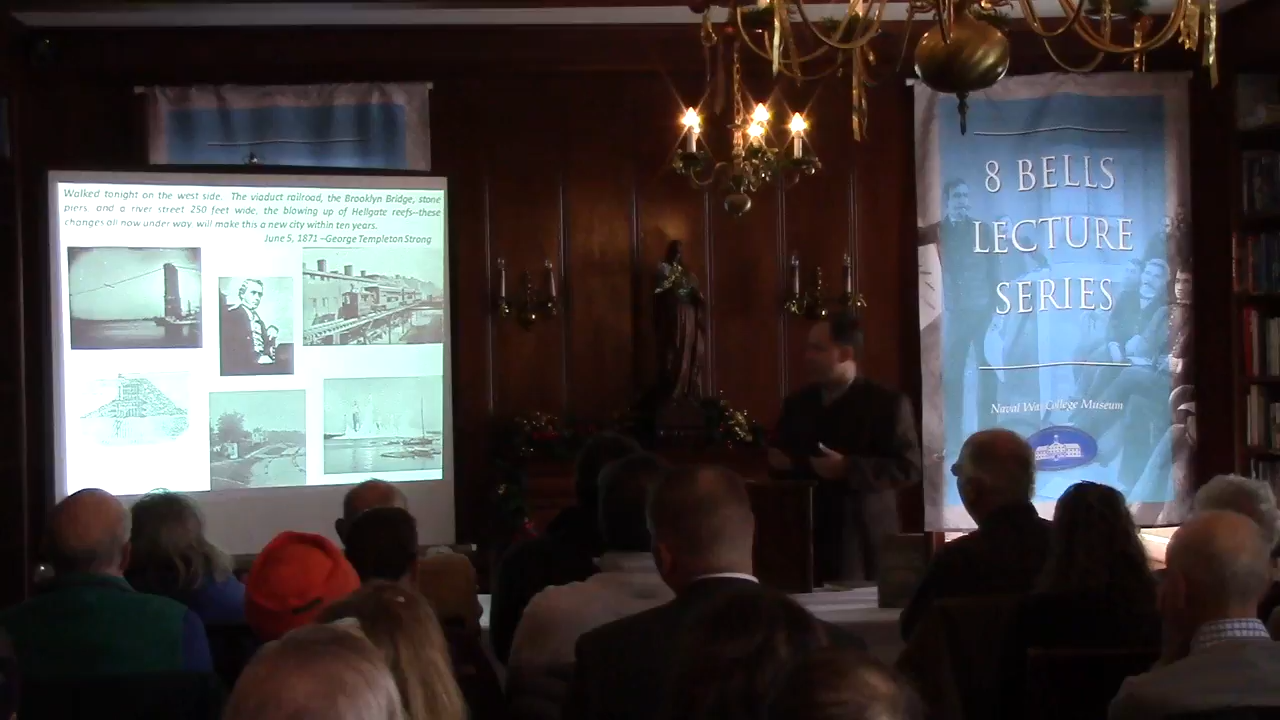 Walked tonight on the west side. The viaduct railroad, the Brooklyn Bridge, stone
piers and a river street 250 feet wide, the blowing up of Hellgate reefs--these
changes all now under way, will make this a new city within ten years.
June 5, 1871 –George Templeton Strong
8 BELLS
LECTURE
SERIES
Naval War College Museum